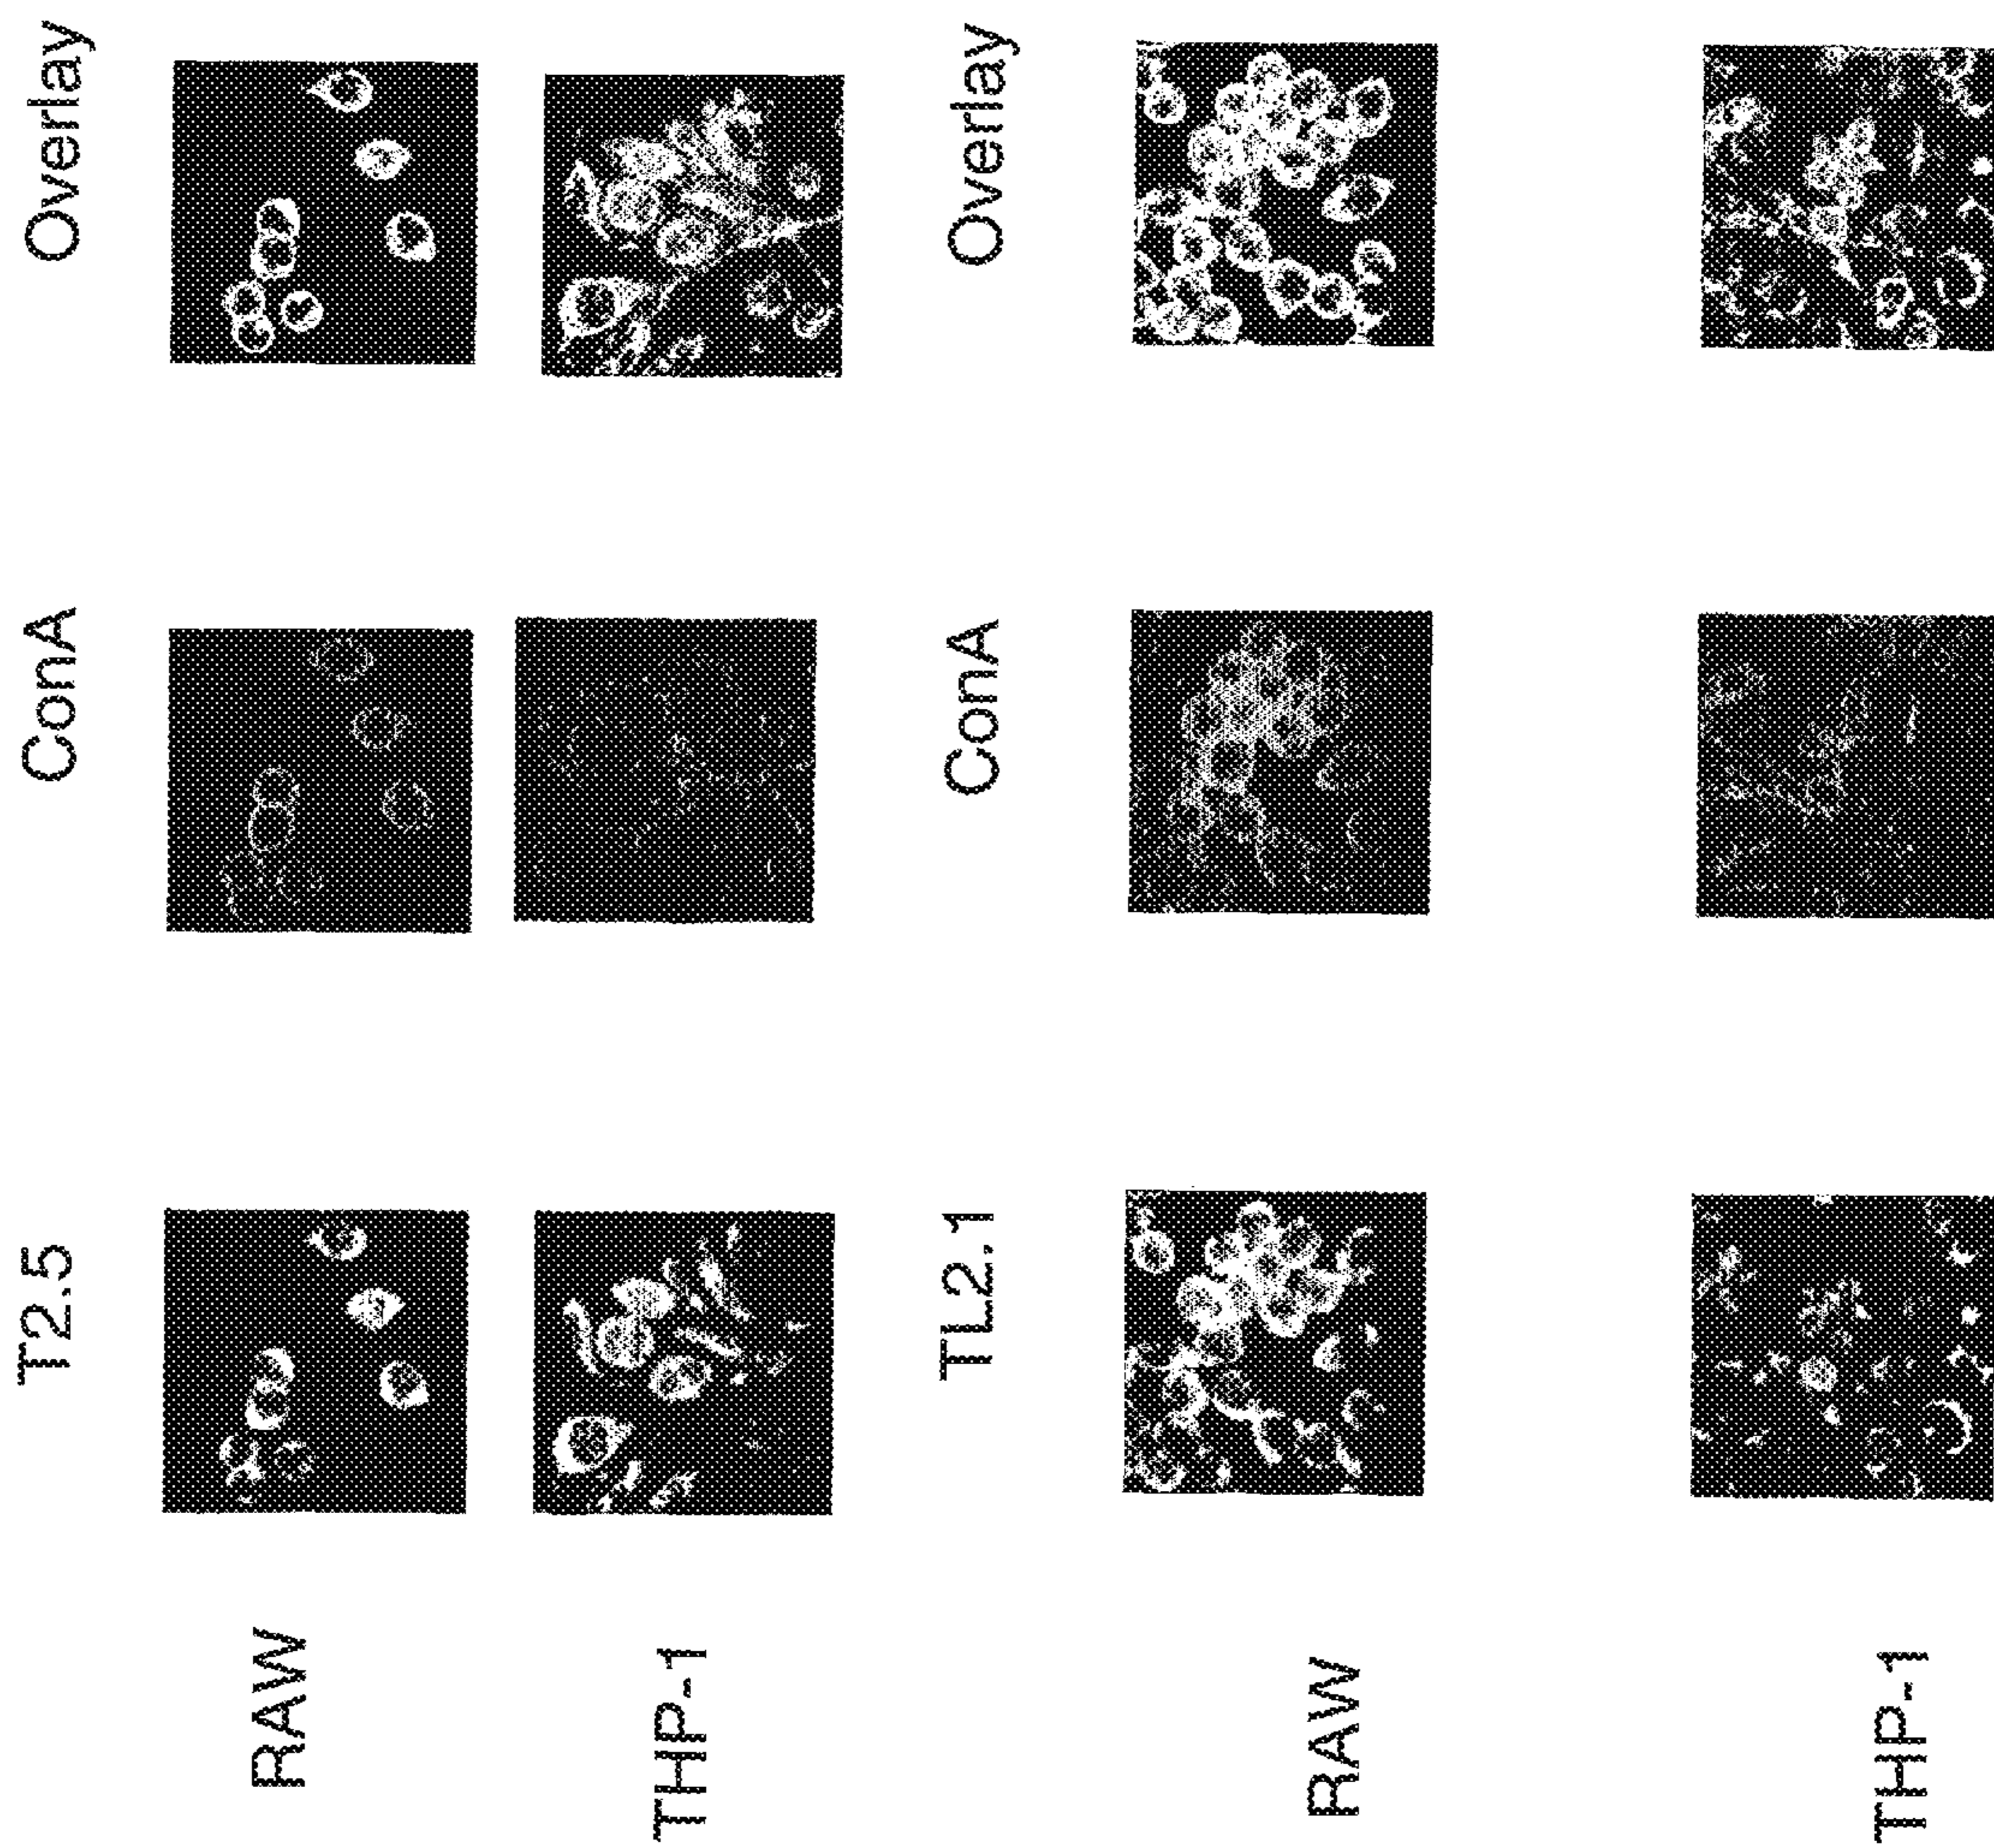 T2.5 ConA Overlay
RAW
THP-1
TL2.1 ConA Overlay
RAW
THP-1